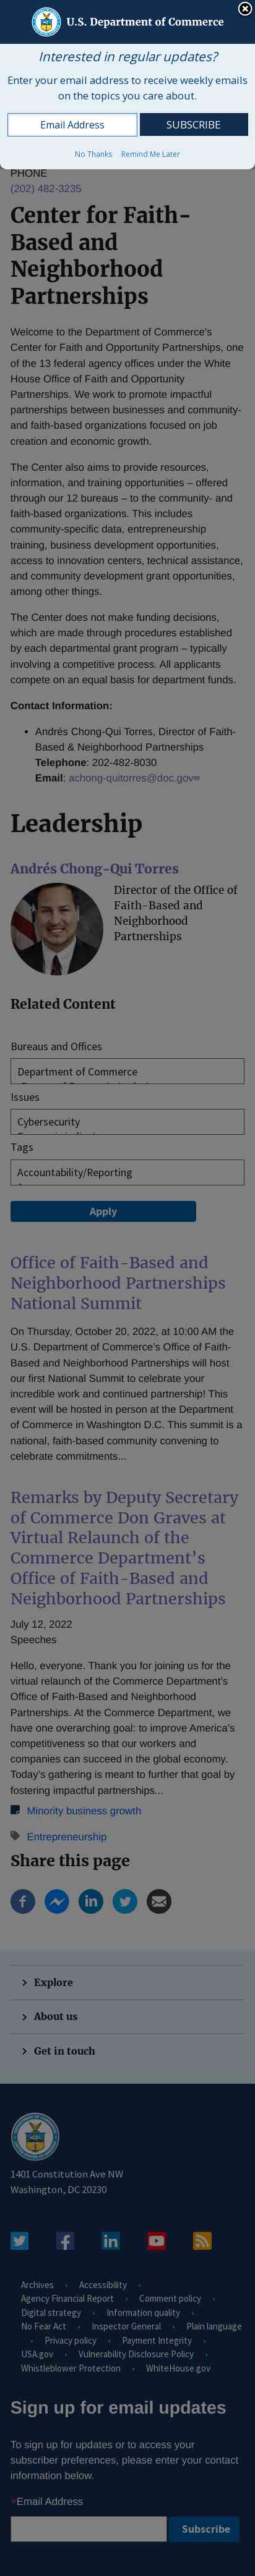 U.S. Department of Commerce
Interested in regular updates?
Enter your email address to receive weekly emails
on the topics you care about.
Email Address
SUBSCRIBE
No Thanks
Remind Me Later
PHONE
(202) 482-3235
Center for Faith-
Based and
Neighborhood
Partnerships
Welcome to the Department of Commerce's
Center for Faith and Opportunity Partnerships, one
of the 13 federal agency offices under the White
House Office of Faith and Opportunity
Partnerships. We work to promote impactful
partnerships between businesses and community-
and faith-based organizations focused on job
creation and economic growth.
The Center also aims to provide resources,
information, and training opportunities – offered
through our 12 bureaus – to the community- and
faith-based organizations. This includes
community-specific data, entrepreneurship
training, business development opportunities,
access to innovation centers, technical assistance,
and community development grant opportunities,
among other things.
The Center does not make funding decisions,
which are made through procedures established
by each departmental grant program – typically
involving a competitive process. All applicants
compete on an equal basis for department funds.
Contact Information:
• Andrés Chong-Qui Torres, Director of Faith-
Based & Neighborhood Partnerships
Telephone: 202-482-8030
Email: achong-quitorres@doc.gov
Leadership
Andrés Chong-Qui Torres
Director of the Office of
Faith-Based and
Neighborhood
Partnerships
Related Content
Bureaus and Offices
Department of Commerce
Issues
Cybersecurity
Tags
Accountability/Reporting
Apply
Office of Faith-Based and
Neighborhood Partnerships
National Summit
On Thursday, October 20, 2022, at 10:00 AM the
U.S. Department of Commerce's Office of Faith-
Based and Neighborhood Partnerships will host
our first National Summit to celebrate your
incredible work and continued partnership! This
event will be hosted in person at the Department
of Commerce in Washington D.C. This summit is a
national, faith-based community convening to
celebrate commitments...
Remarks by Deputy Secretary
of Commerce Don Graves at
Virtual Relaunch of the
Commerce Department's
Office of Faith-Based and
Neighborhood Partnerships
July 12, 2022
Speeches
Hello, everyone. Thank you for joining us for the
virtual relaunch of the Commerce Department's
Office of Faith-Based and Neighborhood
Partnerships. At the Commerce Department, we
have one overarching goal: to improve America's
competitiveness so that our workers and
companies can succeed in the global economy.
Today's gathering is meant to further that goal by
fostering impactful partnerships...
Minority business growth
Entrepreneurship
Share this page
Explore
About us
Get in touch
1401 Constitution Ave NW
Washington, DC 20230
Archives • Accessibility •
Agency Financial Report • Comment policy •
Digital strategy • Information quality •
No Fear Act • Inspector General • Plain language
• Privacy policy • Payment Integrity •
USA.gov • Vulnerability Disclosure Policy •
Whistleblower Protection • WhiteHouse.gov
Sign up for email updates
To sign up for updates or to access your
subscriber preferences, please enter your contact
information below.
*Email Address
Subscribe